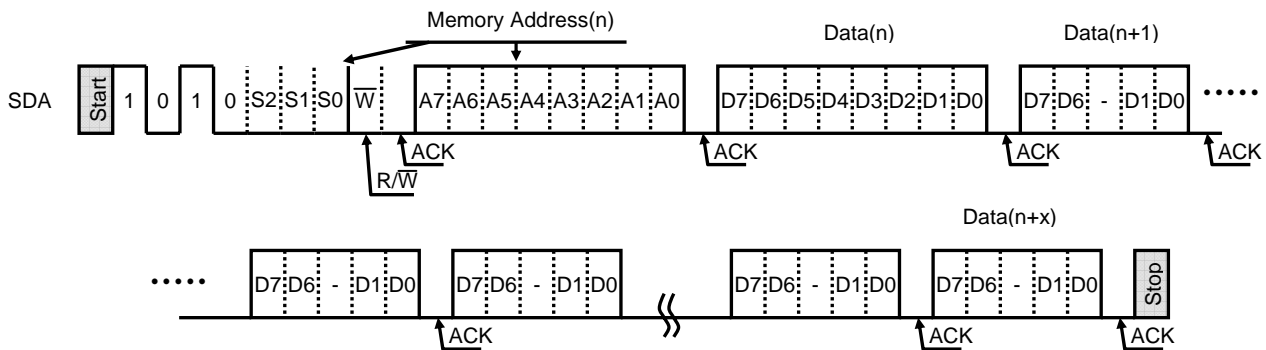 Memory Address(n)
Data(n) Data(n+1)
SDA Start 1 0 1 0 S2 S1 S0 W̅ A7 A6 A5 A4 A3 A2 A1 A0 D7 D6 D5 D4 D3 D2 D1 D0 D7 D6 - D1 D0 •••••
ACK ACK ACK ACK
R/W̅
Data(n+x)
••••• D7 D6 - D1 D0 D7 D6 - D1 D0 D7 D6 - D1 D0 D7 D6 - D1 D0 Stop
ACK ACK ACK